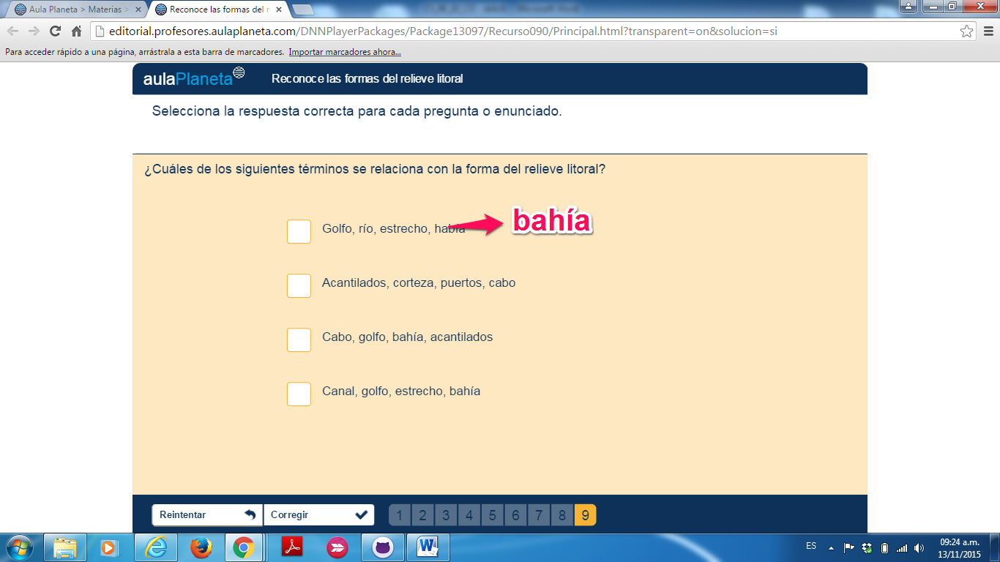 Aula Planeta > Materias >
Reconoce las formas del r
editorial.profesores.aulaplaneta.com/DNNPlayerPackages/Package13097/Recurso090/Principal.html?transparent=on&solucion=si
Para acceder rápido a una página, arrástrala a esta barra de marcadores. Importar marcadores ahora...
aulaPlaneta Reconoce las formas del relieve litoral
Selecciona la respuesta correcta para cada pregunta o enunciado.
¿Cuáles de los siguientes términos se relaciona con la forma del relieve litoral?
Golfo, río, estrecho, había
bahía
Acantilados, corteza, puertos, cabo
Cabo, golfo, bahía, acantilados
Canal, golfo, estrecho, bahía
Reintentar Corregir 1 2 3 4 5 6 7 8 9
ES 09:24 a.m.
13/11/2015